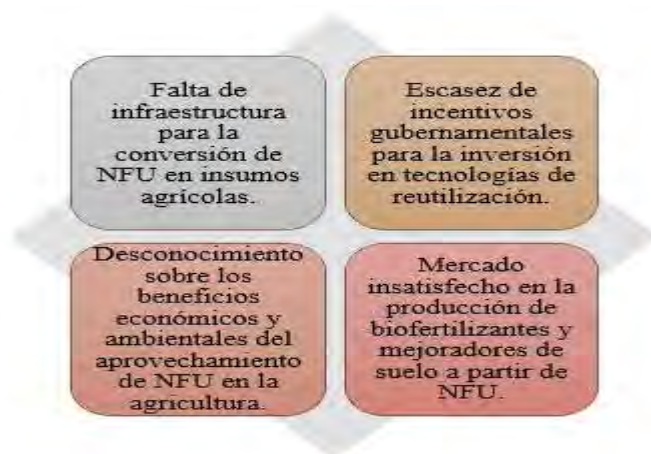 Falta de
infraestructura
para la
conversión de
NFU en insumos
agrícolas.
Escasez de
incentivos
gubernamentales
para la inversión
en tecnologías de
reutilización.
Desconocimiento
sobre los
beneficios
económicos y
ambientales del
aprovechamiento
de NFU en la
agricultura.
Mercado
insatisfecho en la
producción de
biofertilizantes y
mejoradores de
suelo a partir de
NFU.